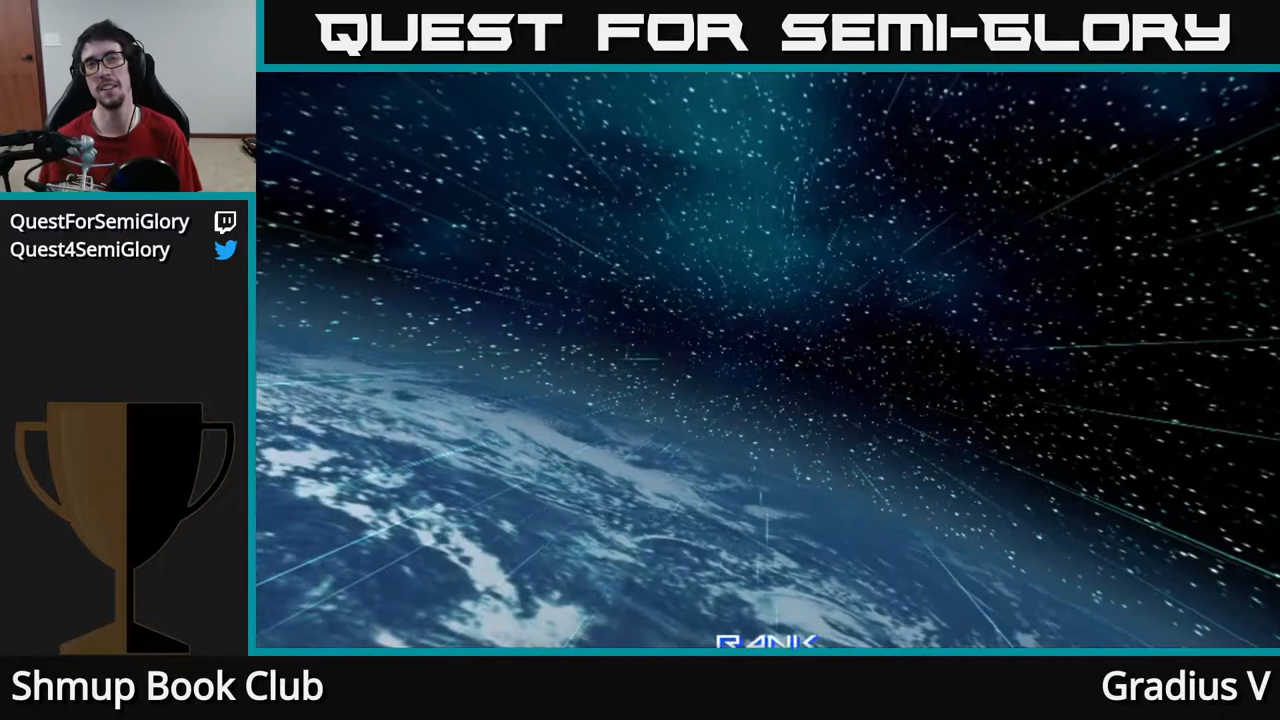 QUEST FOR SEMI-GLORY
QuestForSemiGlory
Quest4SemiGlory
RANK
Shmup Book Club
Gradius V